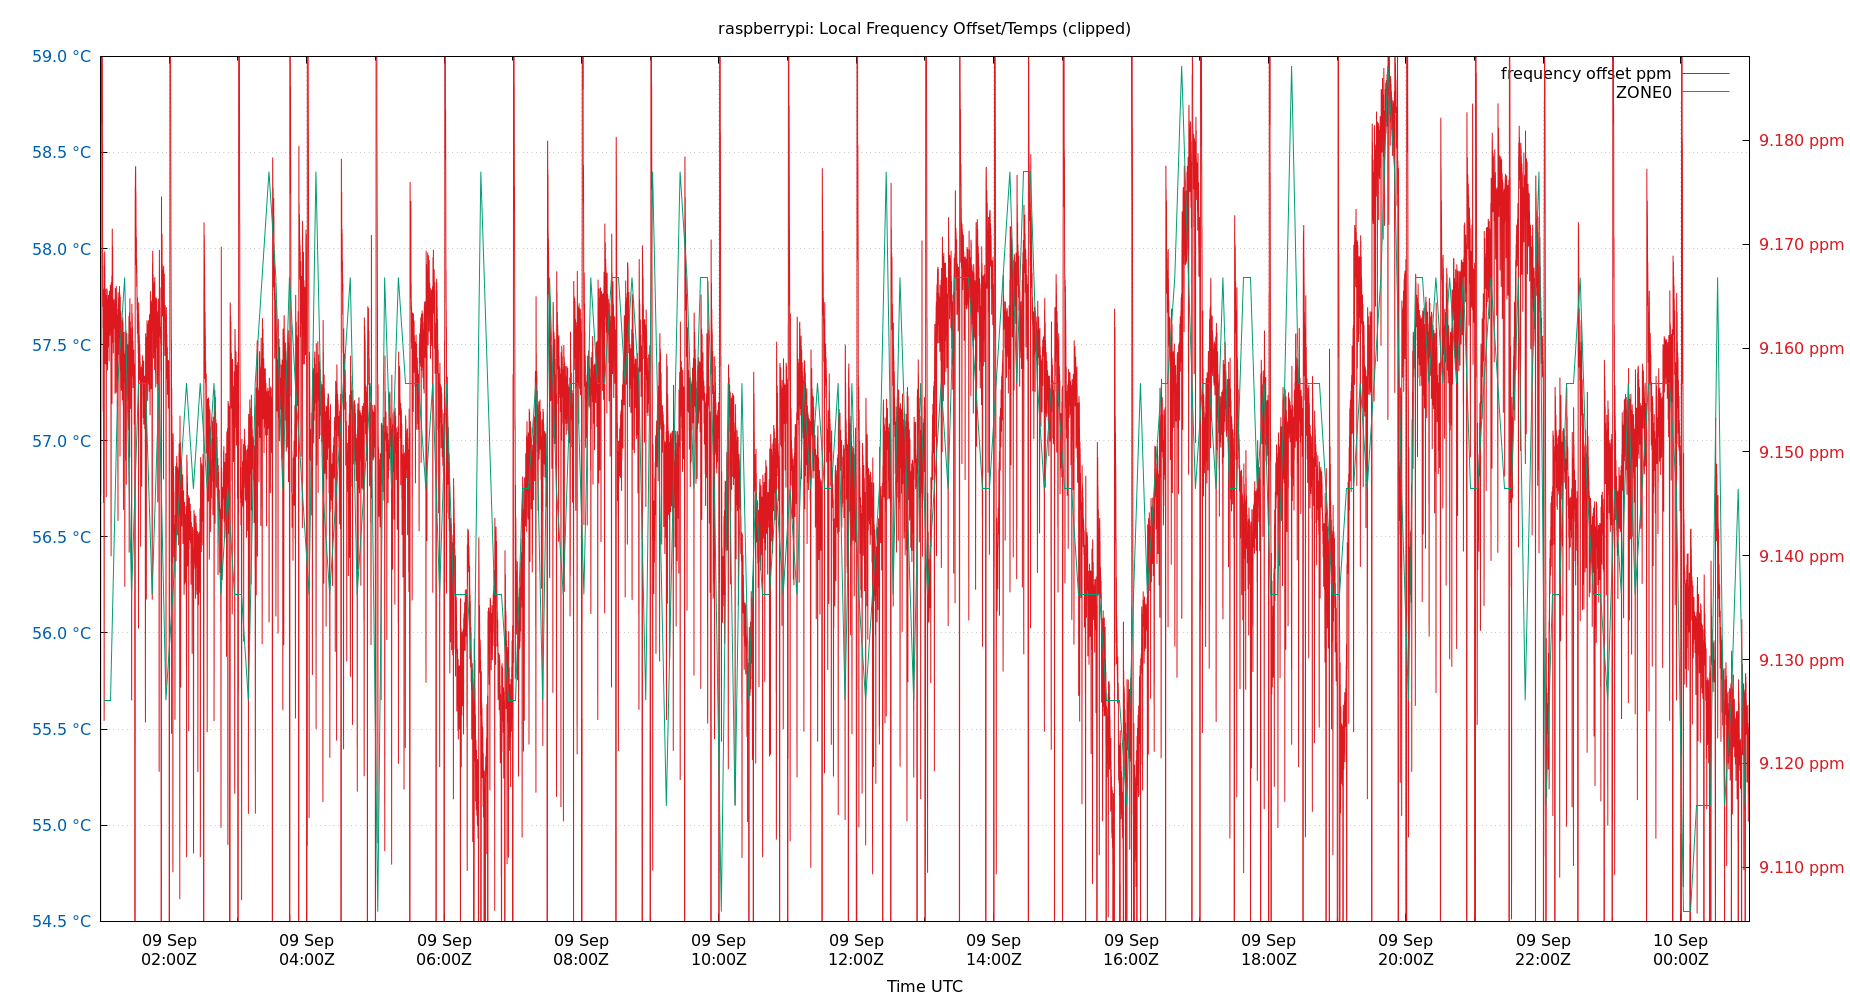 raspberrypi: Local Frequency Offset/Temps (clipped)
59.0 °C
58.5 °C
58.0 °C
57.5 °C
57.0 °C
56.5 °C
56.0 °C
55.5 °C
55.0 °C
54.5 °C
frequency offset ppm
ZONE0
9.180 ppm
9.170 ppm
9.160 ppm
9.150 ppm
9.140 ppm
9.130 ppm
9.120 ppm
9.110 ppm
09 Sep 09 Sep 09 Sep 09 Sep 09 Sep 09 Sep 09 Sep 09 Sep 09 Sep 09 Sep 09 Sep 10 Sep
02:00Z 04:00Z 06:00Z 08:00Z 10:00Z 12:00Z 14:00Z 16:00Z 18:00Z 20:00Z 22:00Z 00:00Z
Time UTC